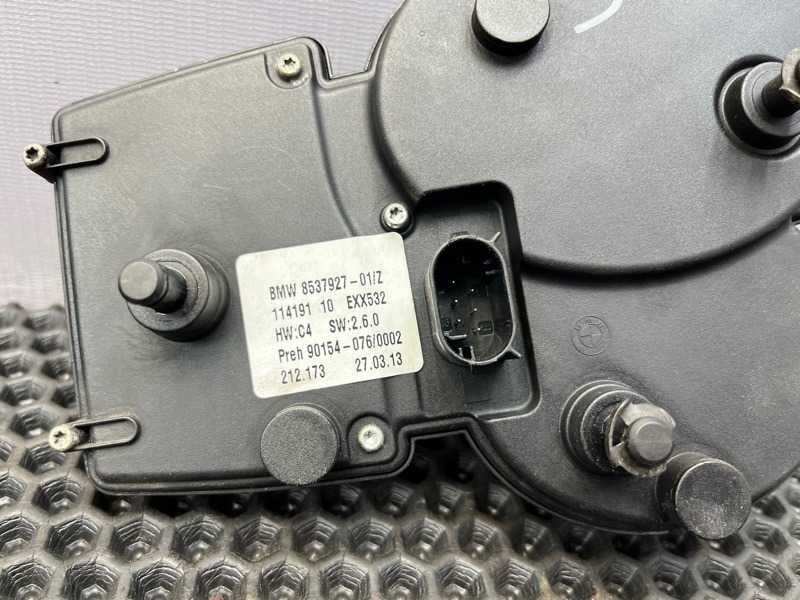 BMW 8537927-01/Z
114191 10 EXX532
HW:C4 SW:2.6.0
Preh 90154-076/0002
212.173 27.03.13